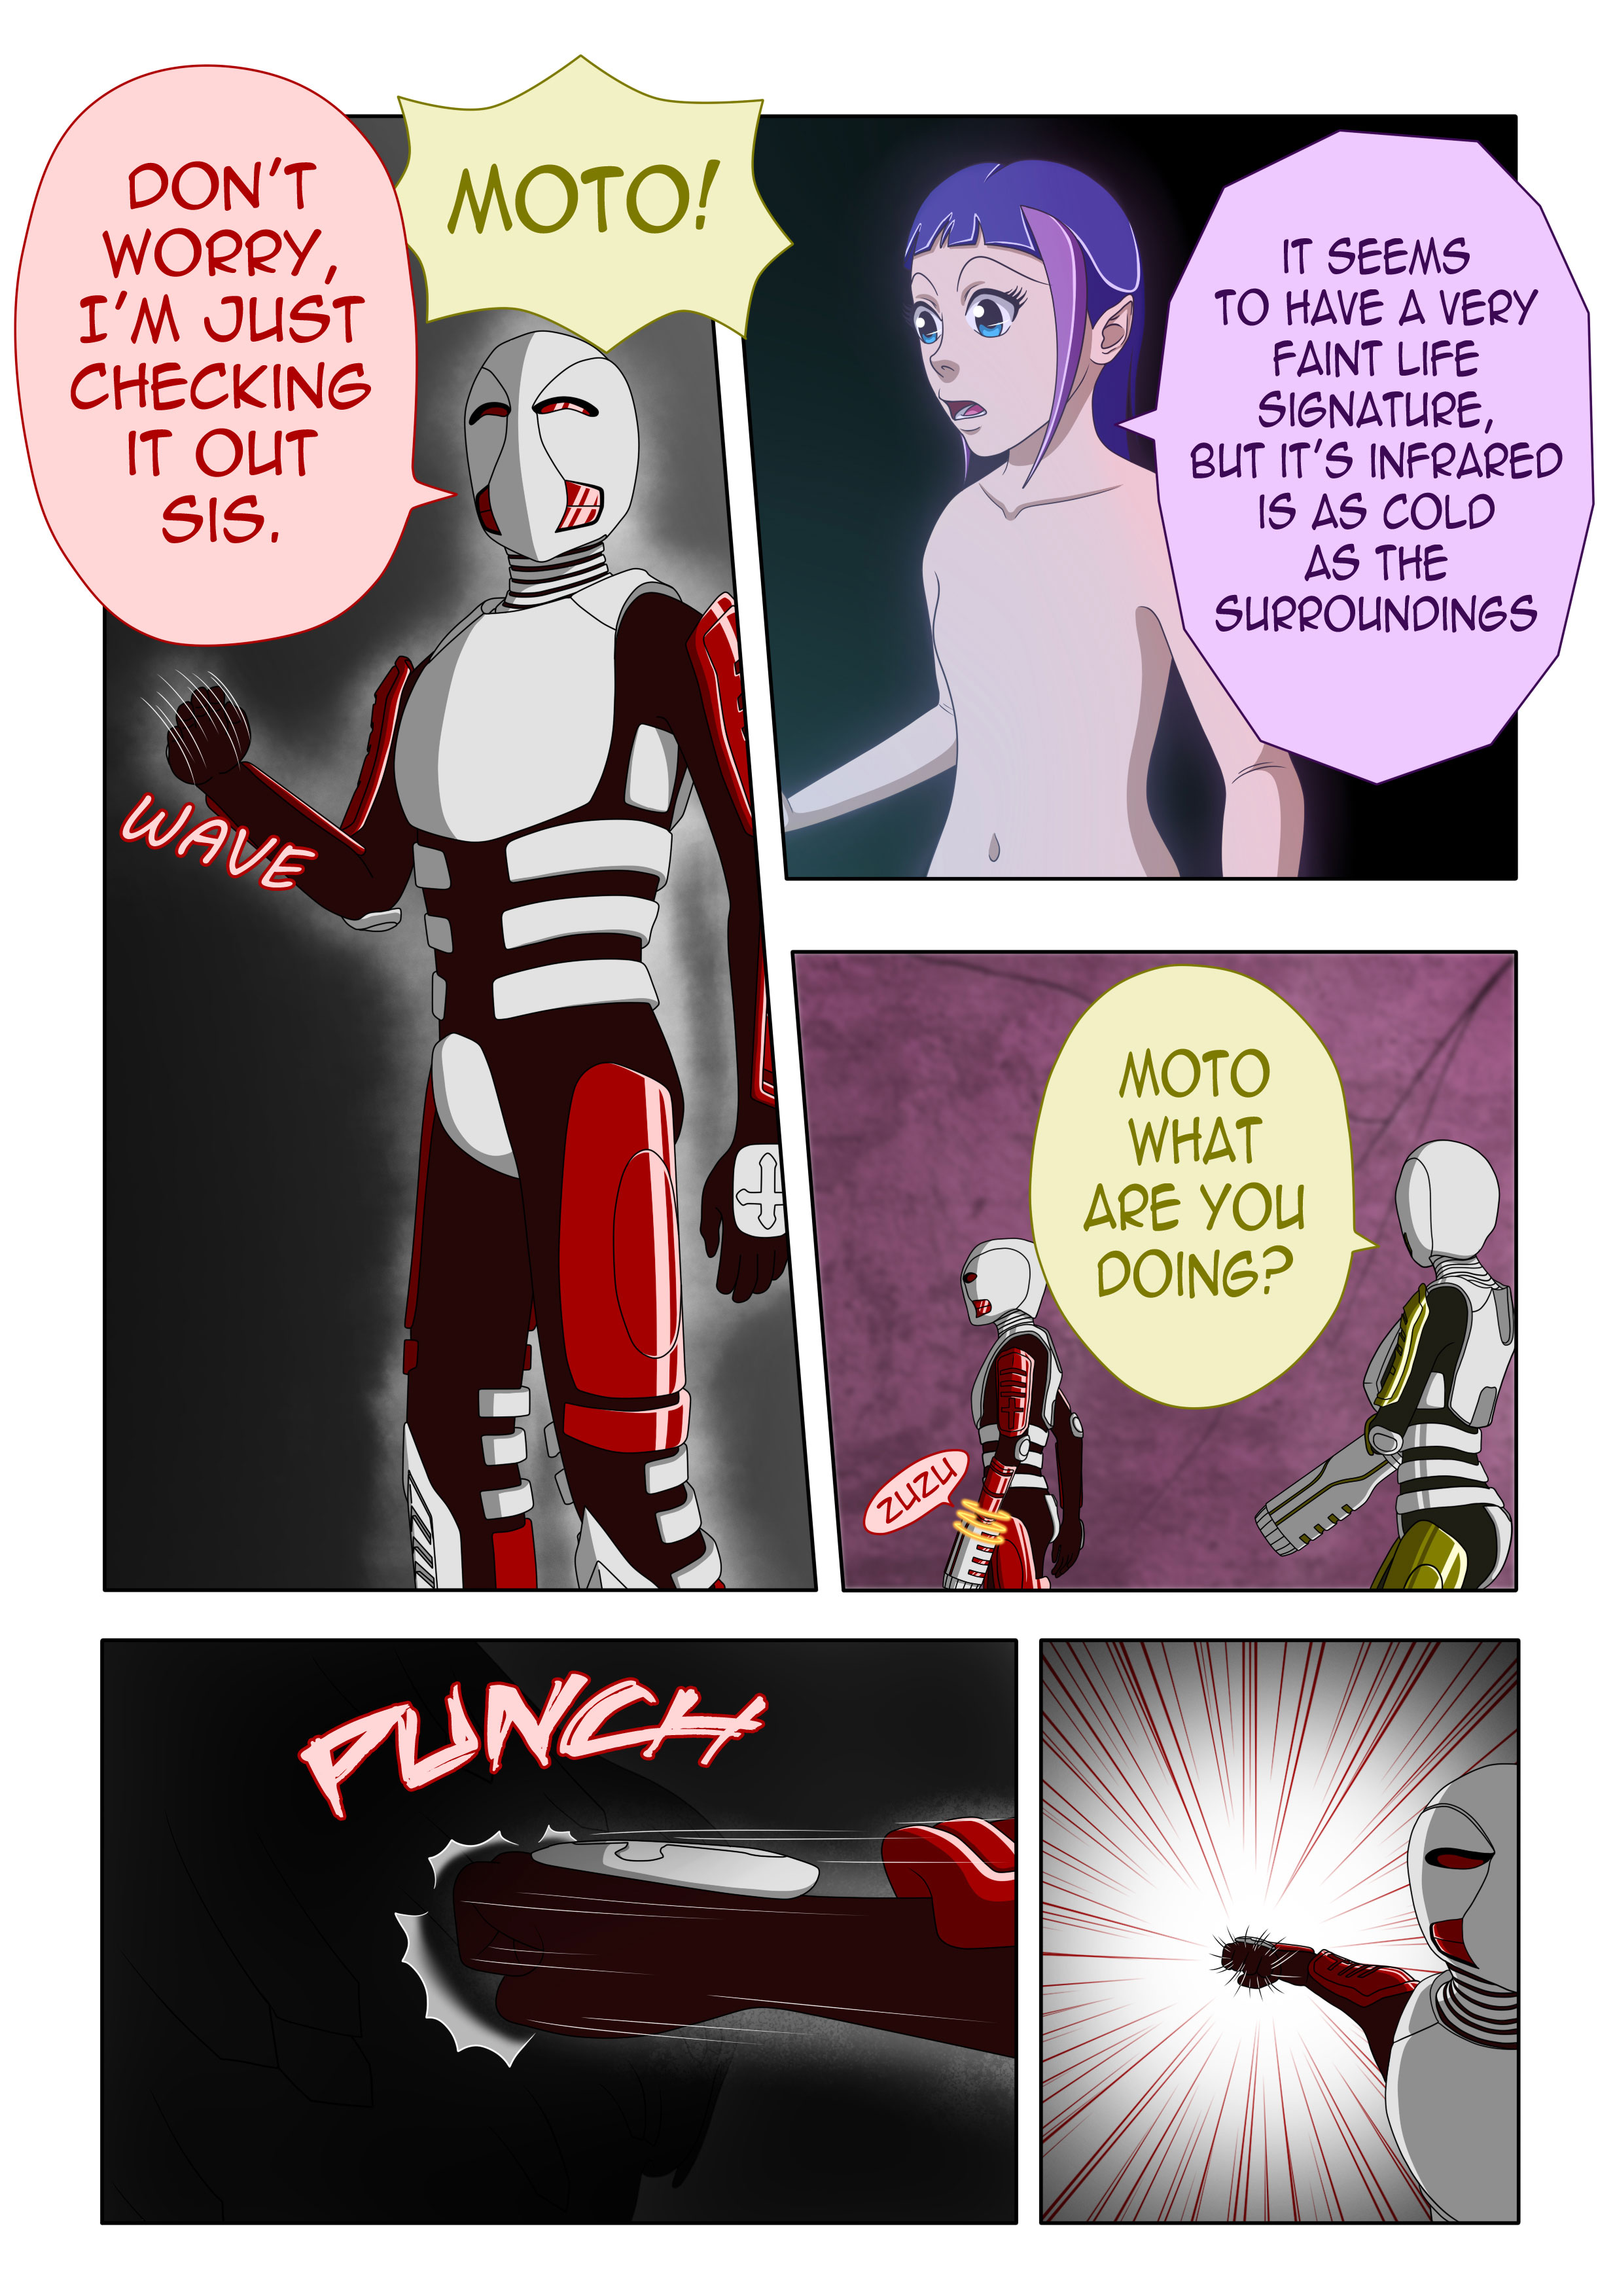 IT SEEMS
TO HAVE A VERY
FAINT LIFE
SIGNATURE,
BUT IT'S INFRARED
IS AS COLD
AS THE
SURROUNDINGS
MOTO
WHAT
ARE YOU
DOING?
ZUZU
MOTO!
DON'T
WORRY,
I'M JUST
CHECKING
IT OUT
SIS.
WAVE
PUNCH